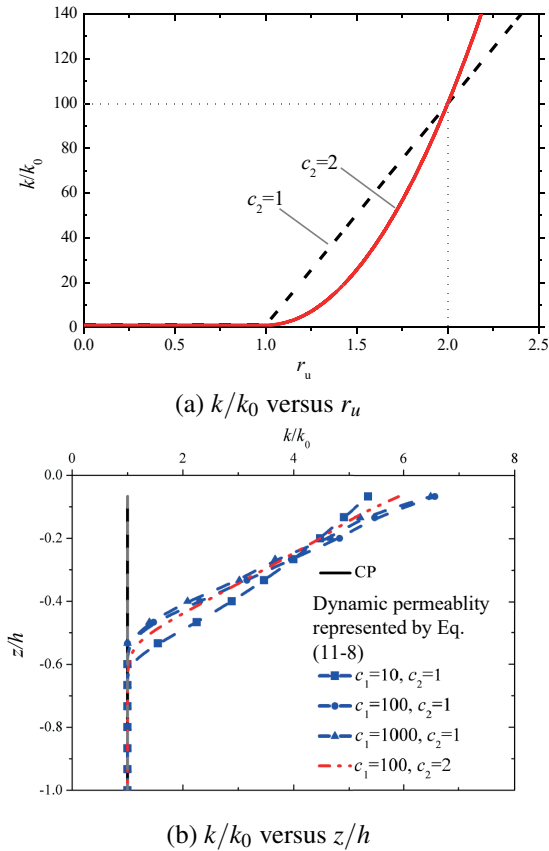 140
120
100
80
60
40
20
0
k/k₀
c₂=2
c₂=1
0.0 0.5 1.0 1.5 2.0 2.5
rᵤ
(a) k/k₀ versus rᵤ
k/k₀
0 2 4 6 8
0.0
-0.2
-0.4
-0.6
-0.8
-1.0
z/h
CP
Dynamic permeablity
represented by Eq.
(11-8)
c₁=10, c₂=1
c₁=100, c₂=1
c₁=1000, c₂=1
c₁=100, c₂=2
(b) k/k₀ versus z/h